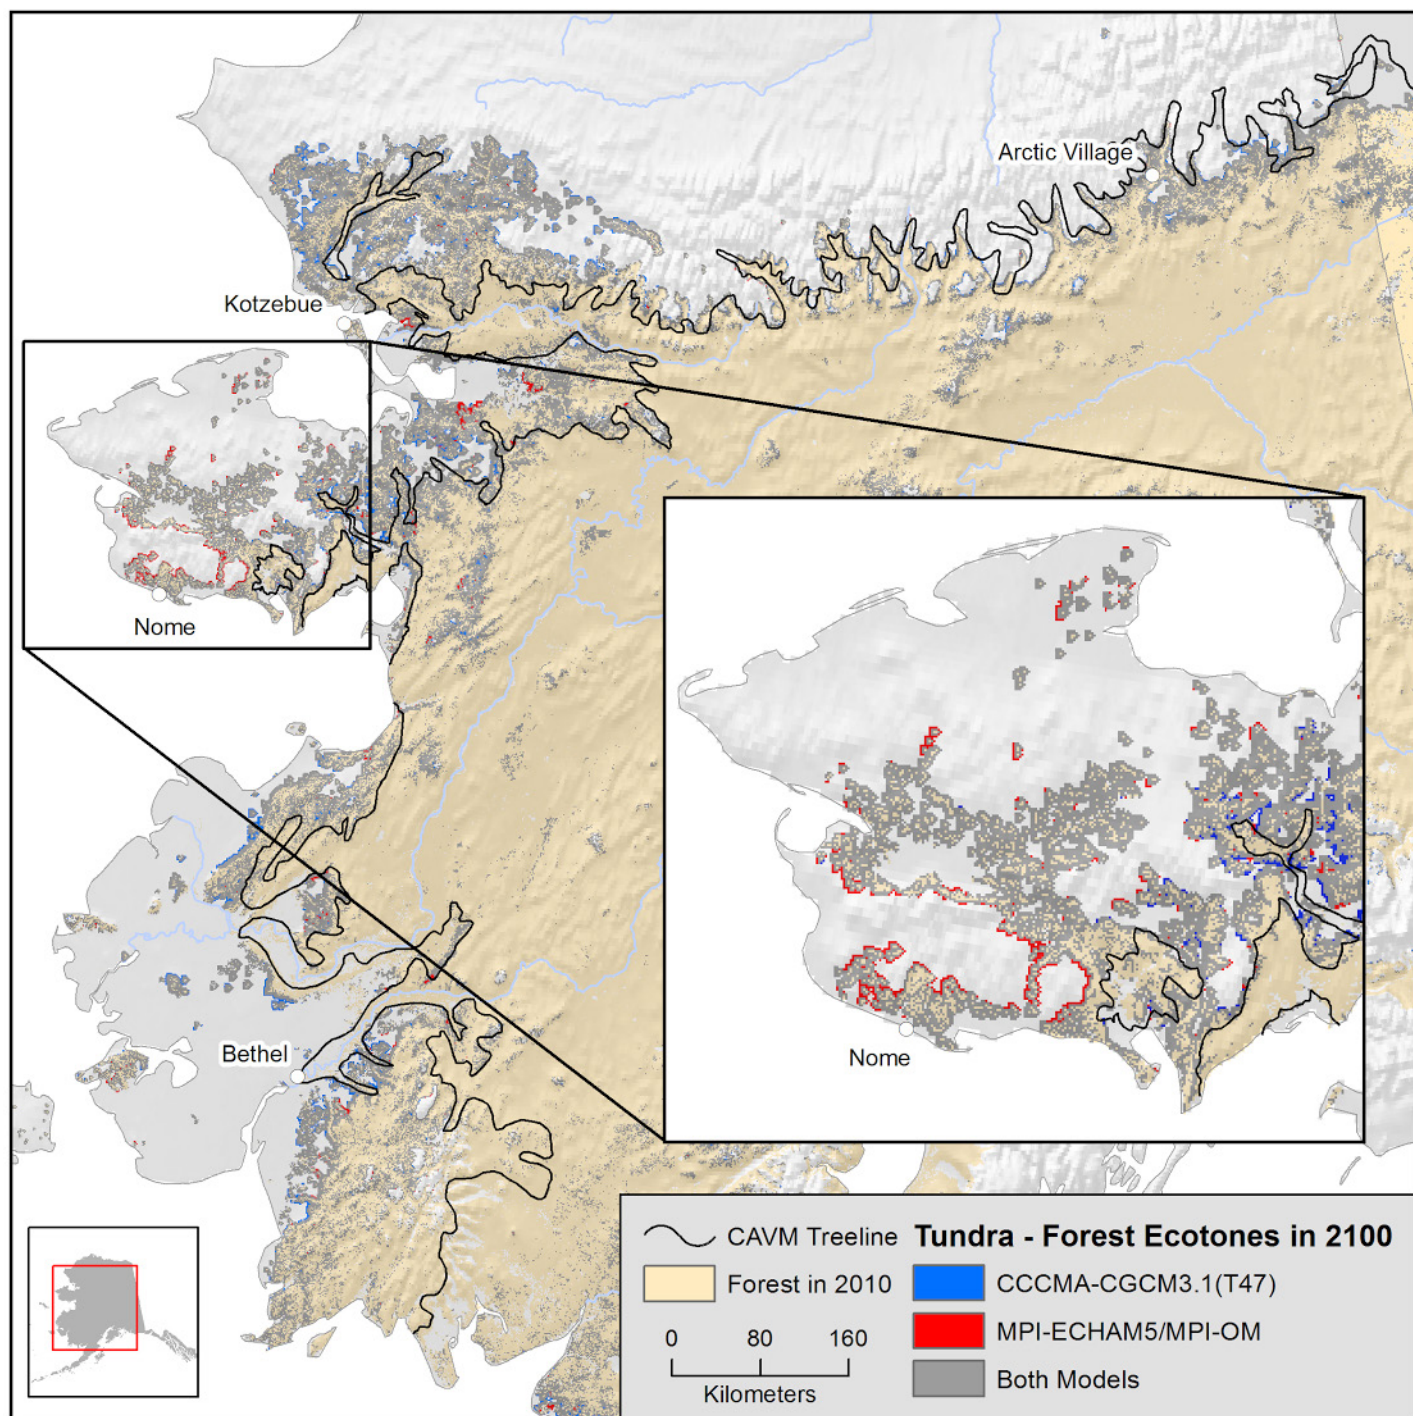 Arctic Village
Kotzebue
Nome
Nome
Bethel
CAVM Treeline
Forest in 2010
0 80 160
Kilometers
Tundra - Forest Ecotones in 2100
CCCMA-CGCM3.1(T47)
MPI-ECHAM5/MPI-OM
Both Models